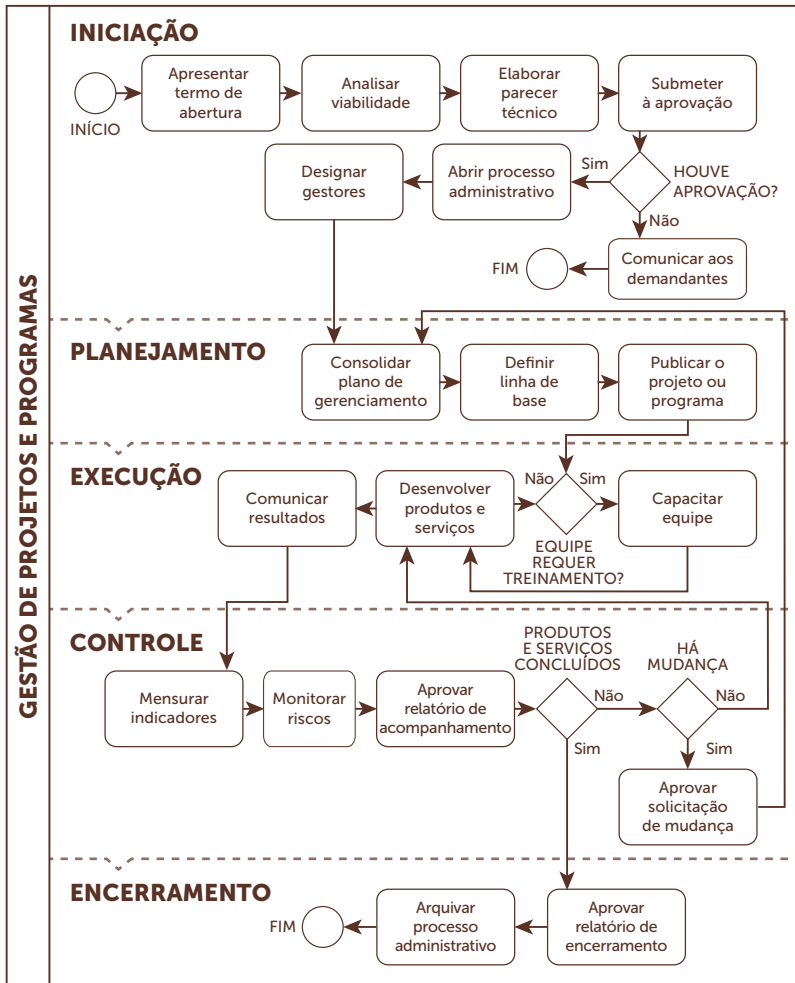 GESTÃO DE PROJETOS E PROGRAMAS
INICIAÇÃO
INÍCIO
Apresentar
termo de
abertura
Analisar
viabilidade
Elaborar
parecer
técnico
Submeter
à aprovação
HOUVE
APROVAÇÃO?
Sim
Abrir processo
administrativo
Designar
gestores
Não
Comunicar aos
demandantes
FIM
PLANEJAMENTO
Consolidar
plano de
gerenciamento
Definir
linha de
base
Publicar o
projeto ou
programa
EXECUÇÃO
Comunicar
resultados
Desenvolver
produtos e
serviços
Não
Sim
EQUIPE
REQUER
TREINAMENTO?
Capacitar
equipe
CONTROLE
Mensurar
indicadores
Monitorar
riscos
Aprovar
relatório de
acompanhamento
PRODUTOS
E SERVIÇOS
CONCLUÍDOS
Não
Sim
HÁ
MUDANÇA
Não
Sim
Aprovar
solicitação
de mudança
ENCERRAMENTO
FIM
Arquivar
processo
administrativo
Aprovar
relatório de
encerramento